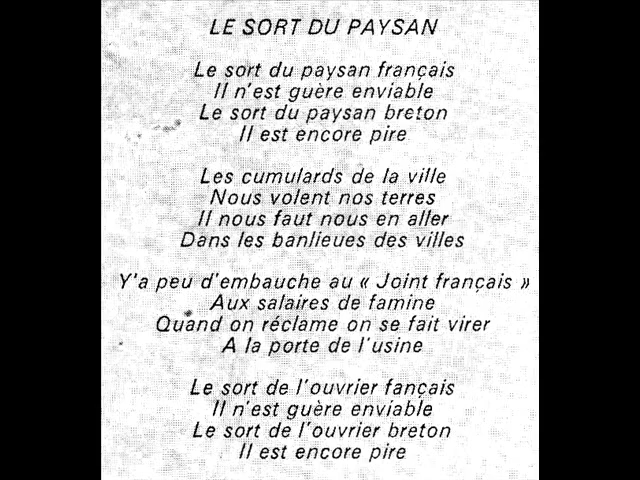 LE SORT DU PAYSAN
Le sort du paysan français
Il n'est guère enviable
Le sort du paysan breton
Il est encore pire
Les cumulards de la ville
Nous volent nos terres
Il nous faut nous en aller
Dans les banlieues des villes
Y'a peu d'embauche au « Joint français »
Aux salaires de famine
Quand on réclame on se fait virer
A la porte de l'usine
Le sort de l'ouvrier fançais
Il n'est guère enviable
Le sort de l'ouvrier breton
Il est encore pire